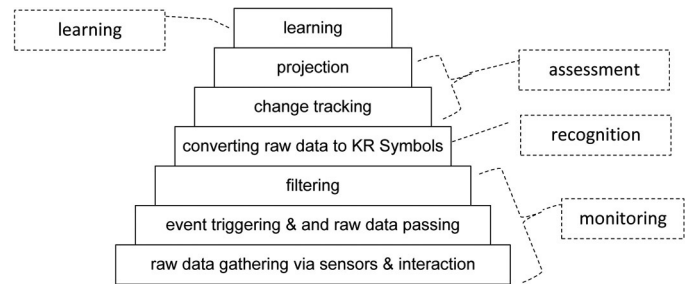 learning
learning
projection
assessment
change tracking
recognition
converting raw data to KR Symbols
filtering
monitoring
event triggering & and raw data passing
raw data gathering via sensors & interaction